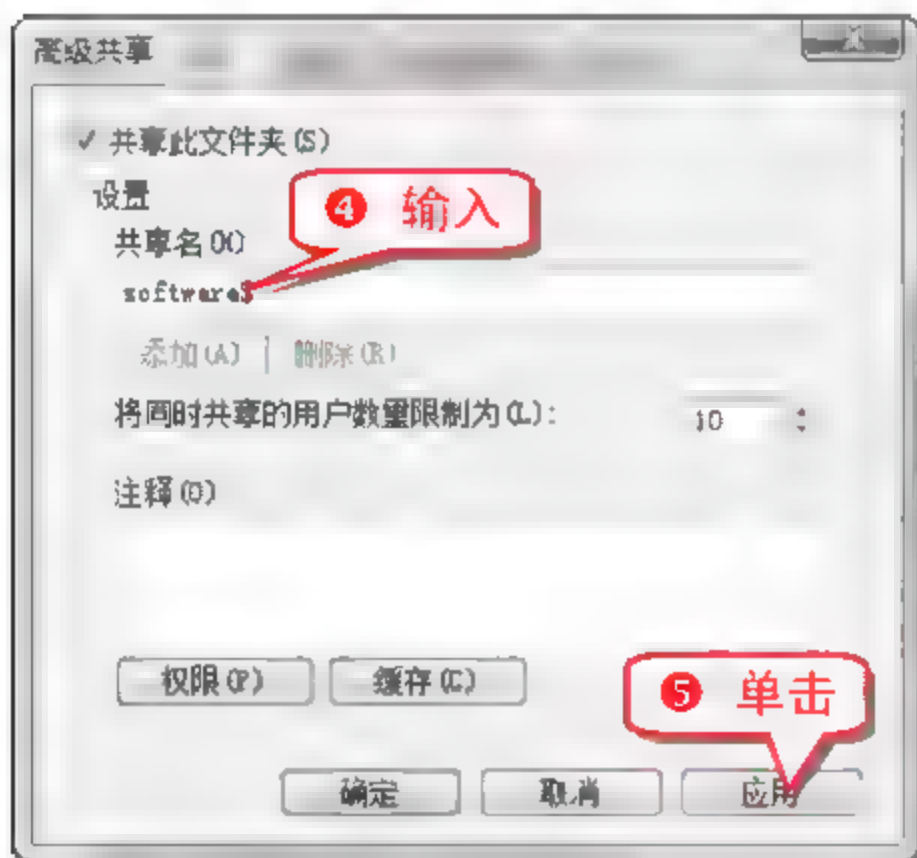 高级共享
✓ 共享此文件夹(S)
设置
❹ 输入
共享名(H)
software$
添加(A) 删除(R)
将同时共享的用户数量限制为(L): 10
注释(O)
权限(P) 缓存(C)
❺ 单击
确定 取消 应用